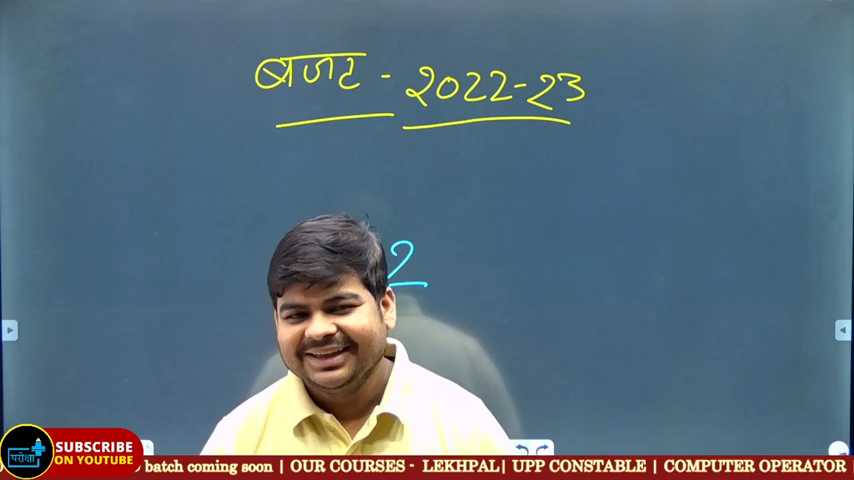 बजट - 2022-23
2
परीक्षा
SUBSCRIBE
ON YOUTUBE
batch coming soon | OUR COURSES - LEKHPAL| UPP CONSTABLE | COMPUTER OPERATOR